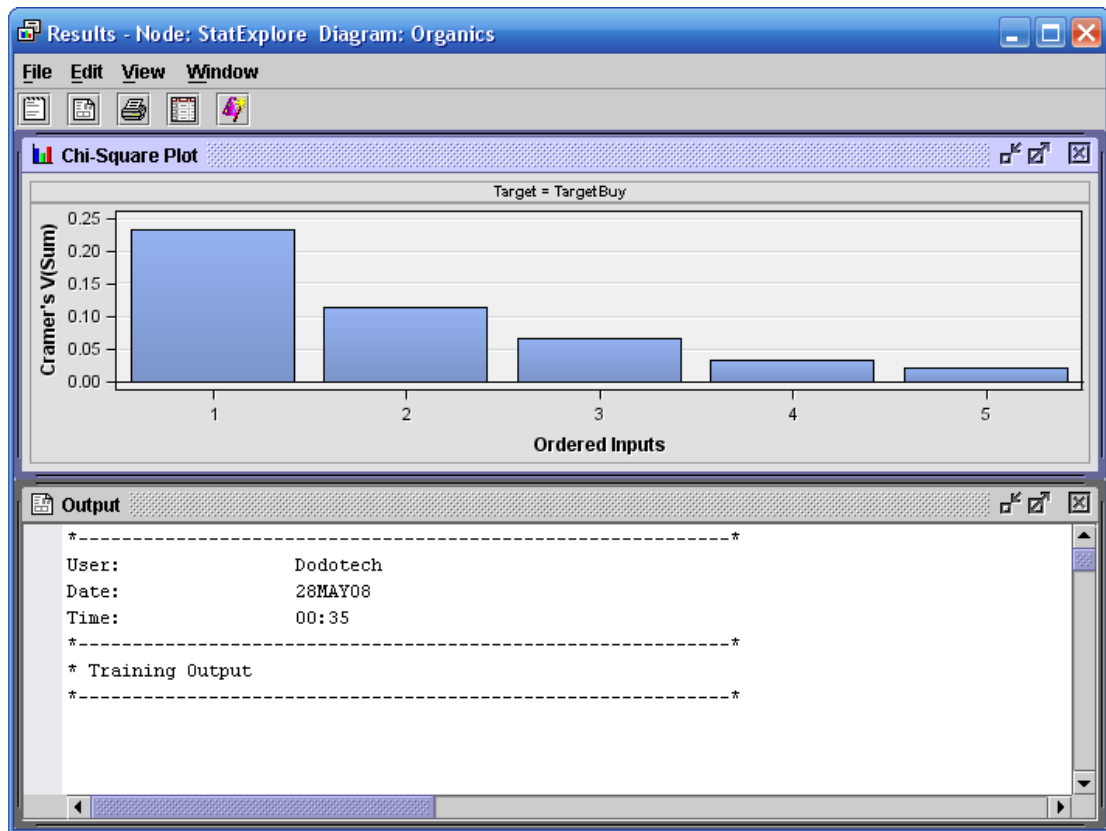 Results - Node: StatExplore Diagram: Organics
File Edit View Window
Chi-Square Plot
Target = TargetBuy
Cramer's V(Sum)
0.25
0.20
0.15
0.10
0.05
0.00
1 2 3 4 5
Ordered Inputs
Output
*------------------------------------------------------------*
User: Dodotech
Date: 28MAY08
Time: 00:35
*------------------------------------------------------------*
* Training Output
*------------------------------------------------------------*